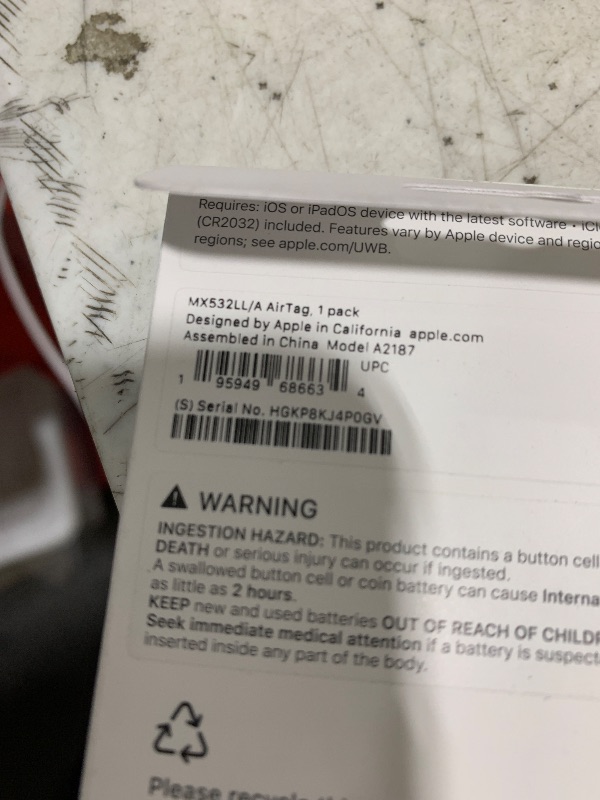 Requires: iOS or iPadOS device with the latest software • iCl
(CR2032) included. Features vary by Apple device and regio
regions; see apple.com/UWB.
MX532LL/A AirTag, 1 pack
Designed by Apple in California apple.com
Assembled in China Model A2187
UPC
1 95949 68663 4
(S) Serial No. HGKP8KJ4P0GV
WARNING
INGESTION HAZARD: This product contains a button cell
DEATH or serious injury can occur if ingested.
A swallowed button cell or coin battery can cause Interna
as little as 2 hours.
KEEP new and used batteries OUT OF REACH OF CHILDR
Seek immediate medical attention if a battery is suspect
inserted inside any part of the body.
Please recycle thi